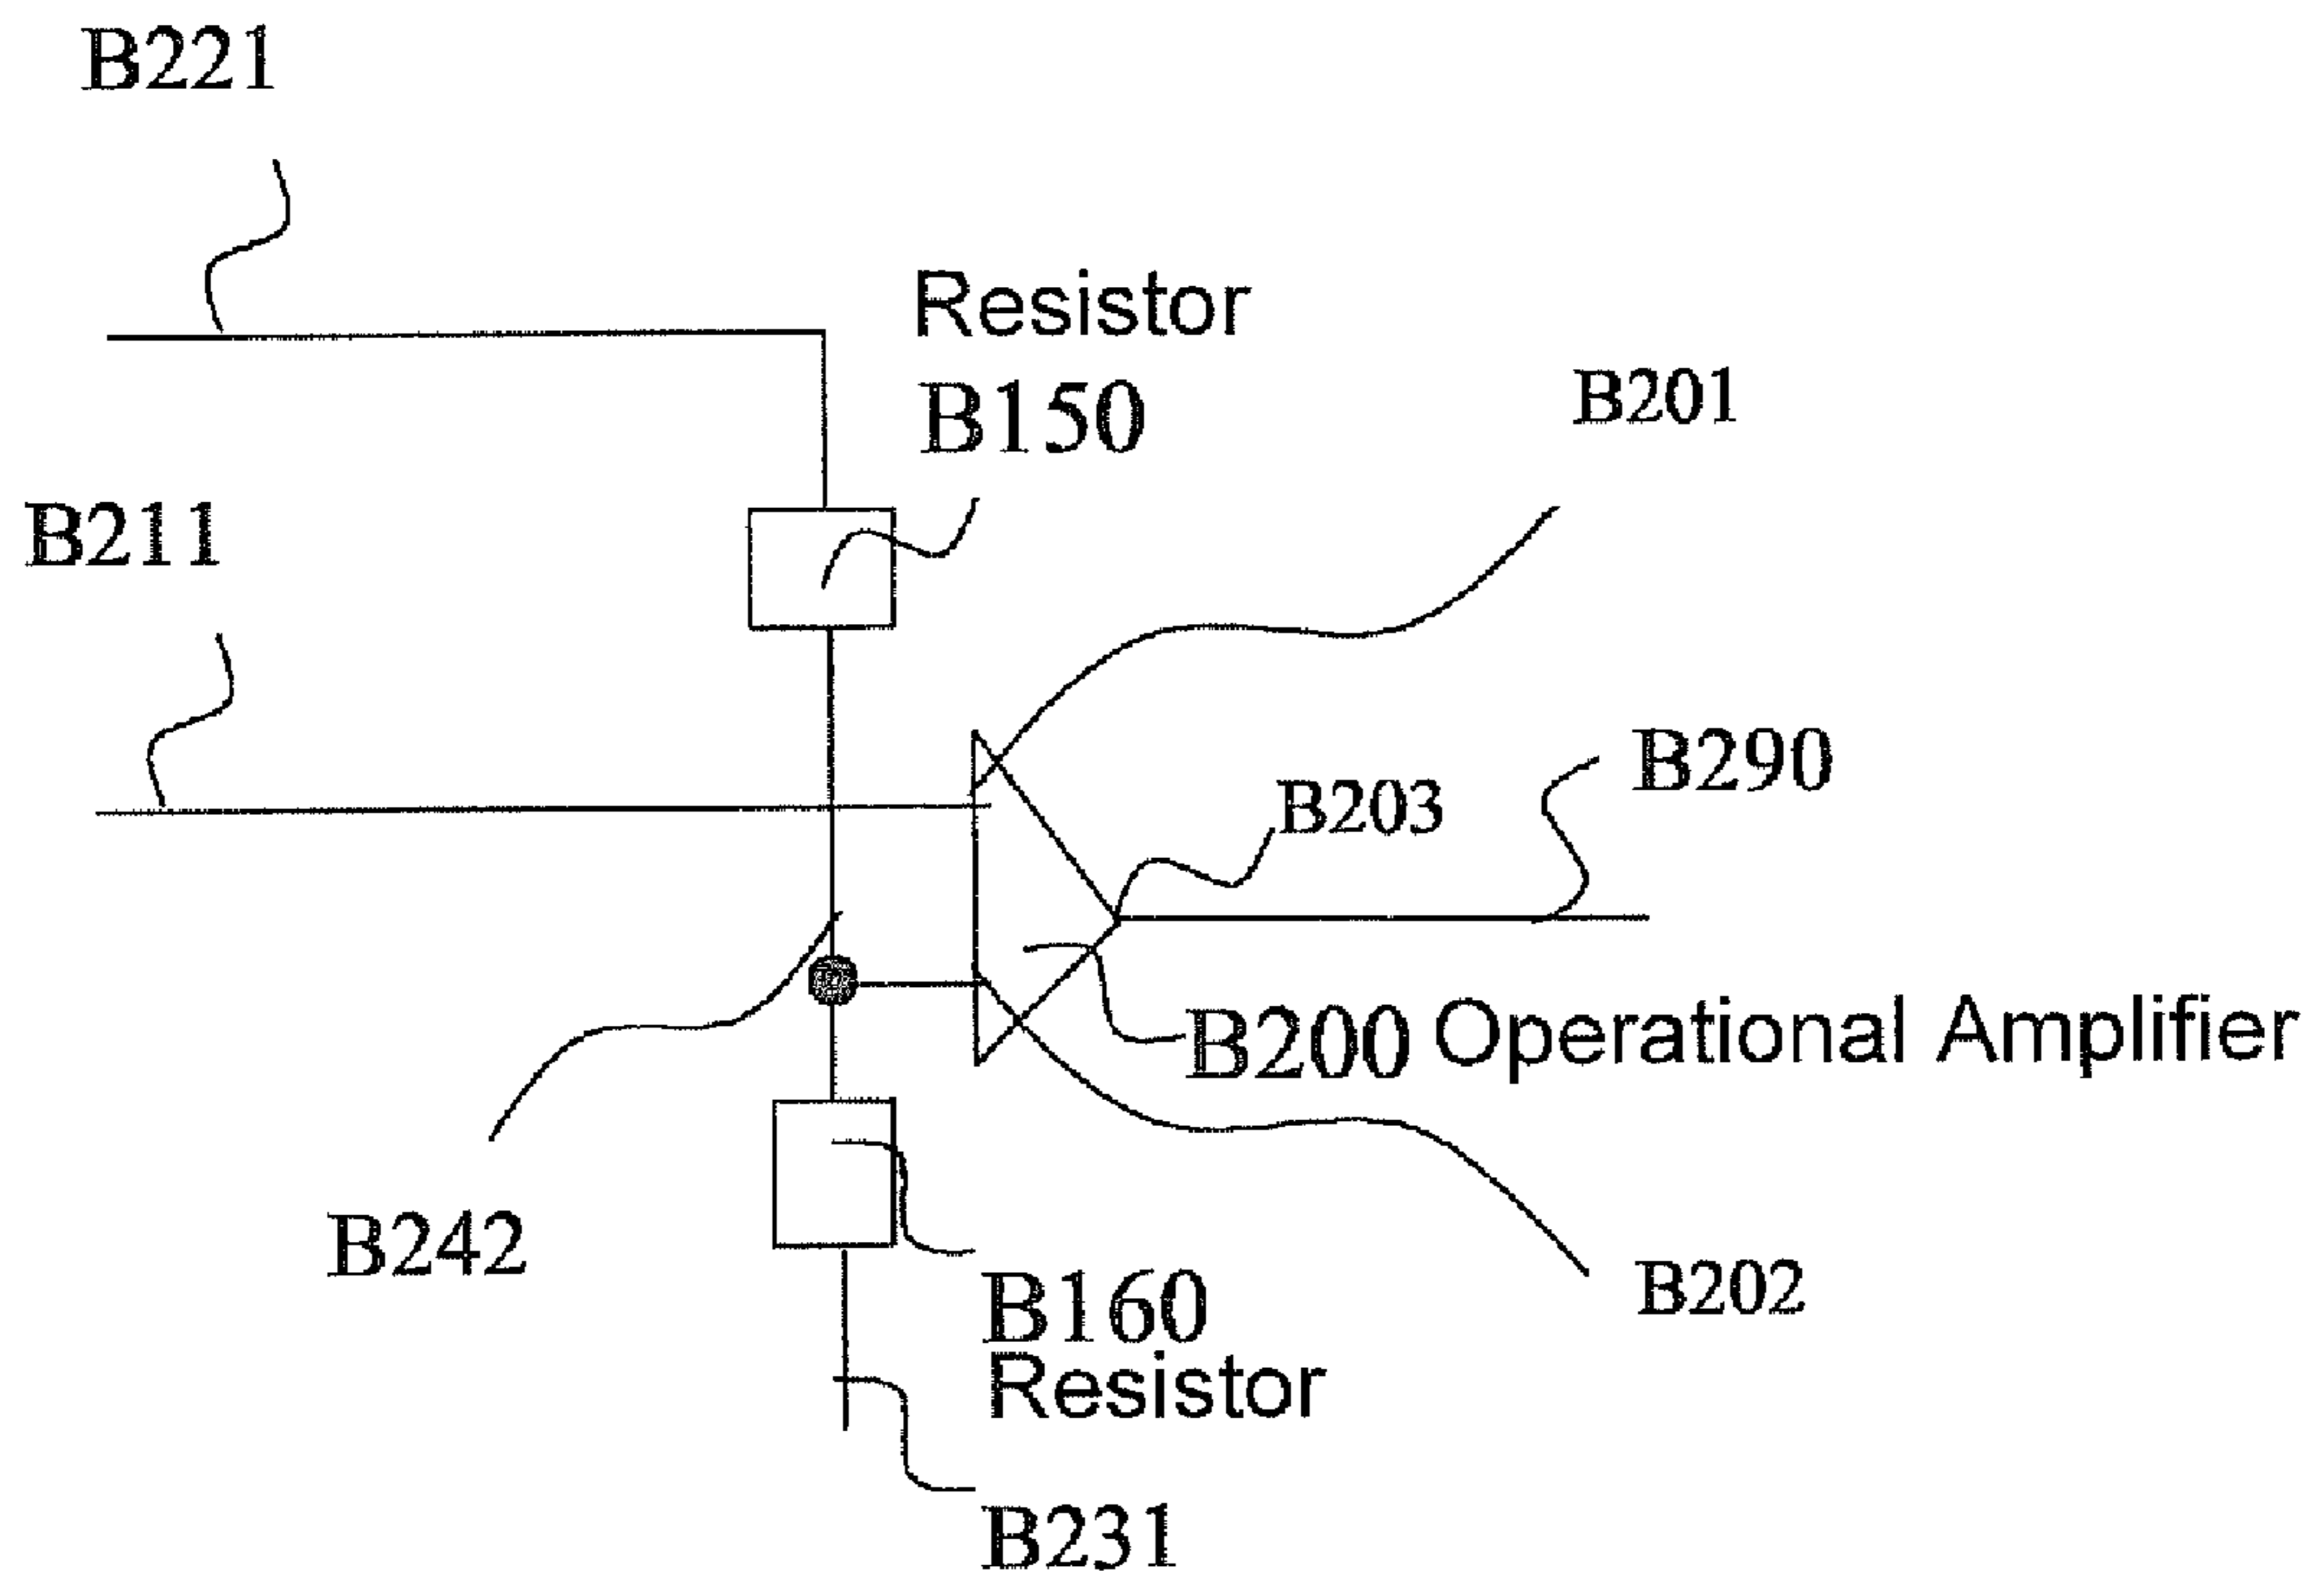 B221
Resistor
B150
B201
B211
B290
B203
B200 Operational Amplifier
B242
B160
Resistor
B202
B231